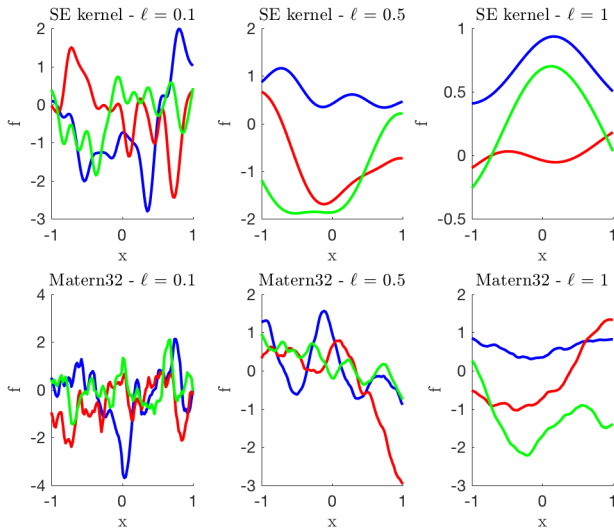 SE kernel - ℓ = 0.1
SE kernel - ℓ = 0.5
SE kernel - ℓ = 1
2
1
0
-1
-2
-3
f
-1
0
1
x
2
1
0
-1
-2
f
-1
0
1
x
1
0.5
0
-0.5
f
-1
0
1
x
Matern32 - ℓ = 0.1
Matern32 - ℓ = 0.5
Matern32 - ℓ = 1
4
2
0
-2
-4
f
-1
0
1
x
2
1
0
-1
-2
-3
f
-1
0
1
x
2
1
0
-1
-2
-3
f
-1
0
1
x